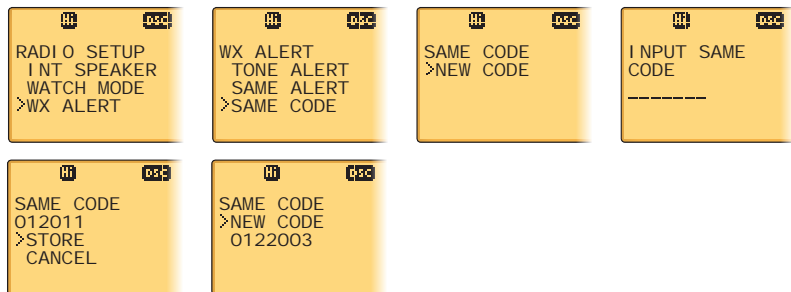 Hi DSC
RADIO SETUP
INT SPEAKER
WATCH MODE
>WX ALERT
Hi DSC
WX ALERT
TONE ALERT
SAME ALERT
>SAME CODE
Hi DSC
SAME CODE
>NEW CODE
Hi DSC
INPUT SAME
CODE
_______
Hi DSC
SAME CODE
012011
>STORE
CANCEL
Hi DSC
SAME CODE
>NEW CODE
0122003